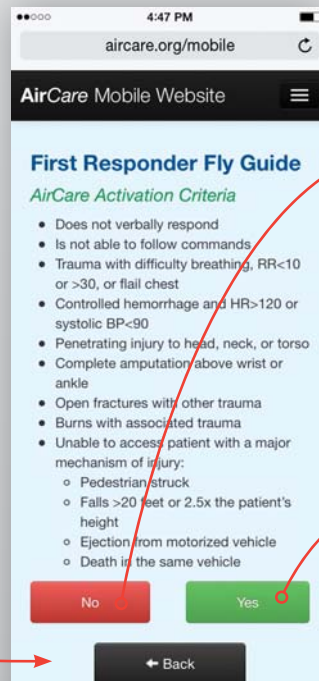 4:47 PM
aircare.org/mobile
AirCare Mobile Website
First Responder Fly Guide
AirCare Activation Criteria
• Does not verbally respond
• Is not able to follow commands
• Trauma with difficulty breathing, RR<10
or >30, or flail chest
• Controlled hemorrhage and HR>120 or
systolic BP<90
• Penetrating injury to head, neck, or torso
• Complete amputation above wrist or
ankle
• Open fractures with other trauma
• Burns with associated trauma
• Unable to access patient with a major
mechanism of injury:
○ Pedestrian struck
○ Falls >20 feet or 2.5x the patient's
height
○ Ejection from motorized vehicle
○ Death in the same vehicle
No
Yes
Back